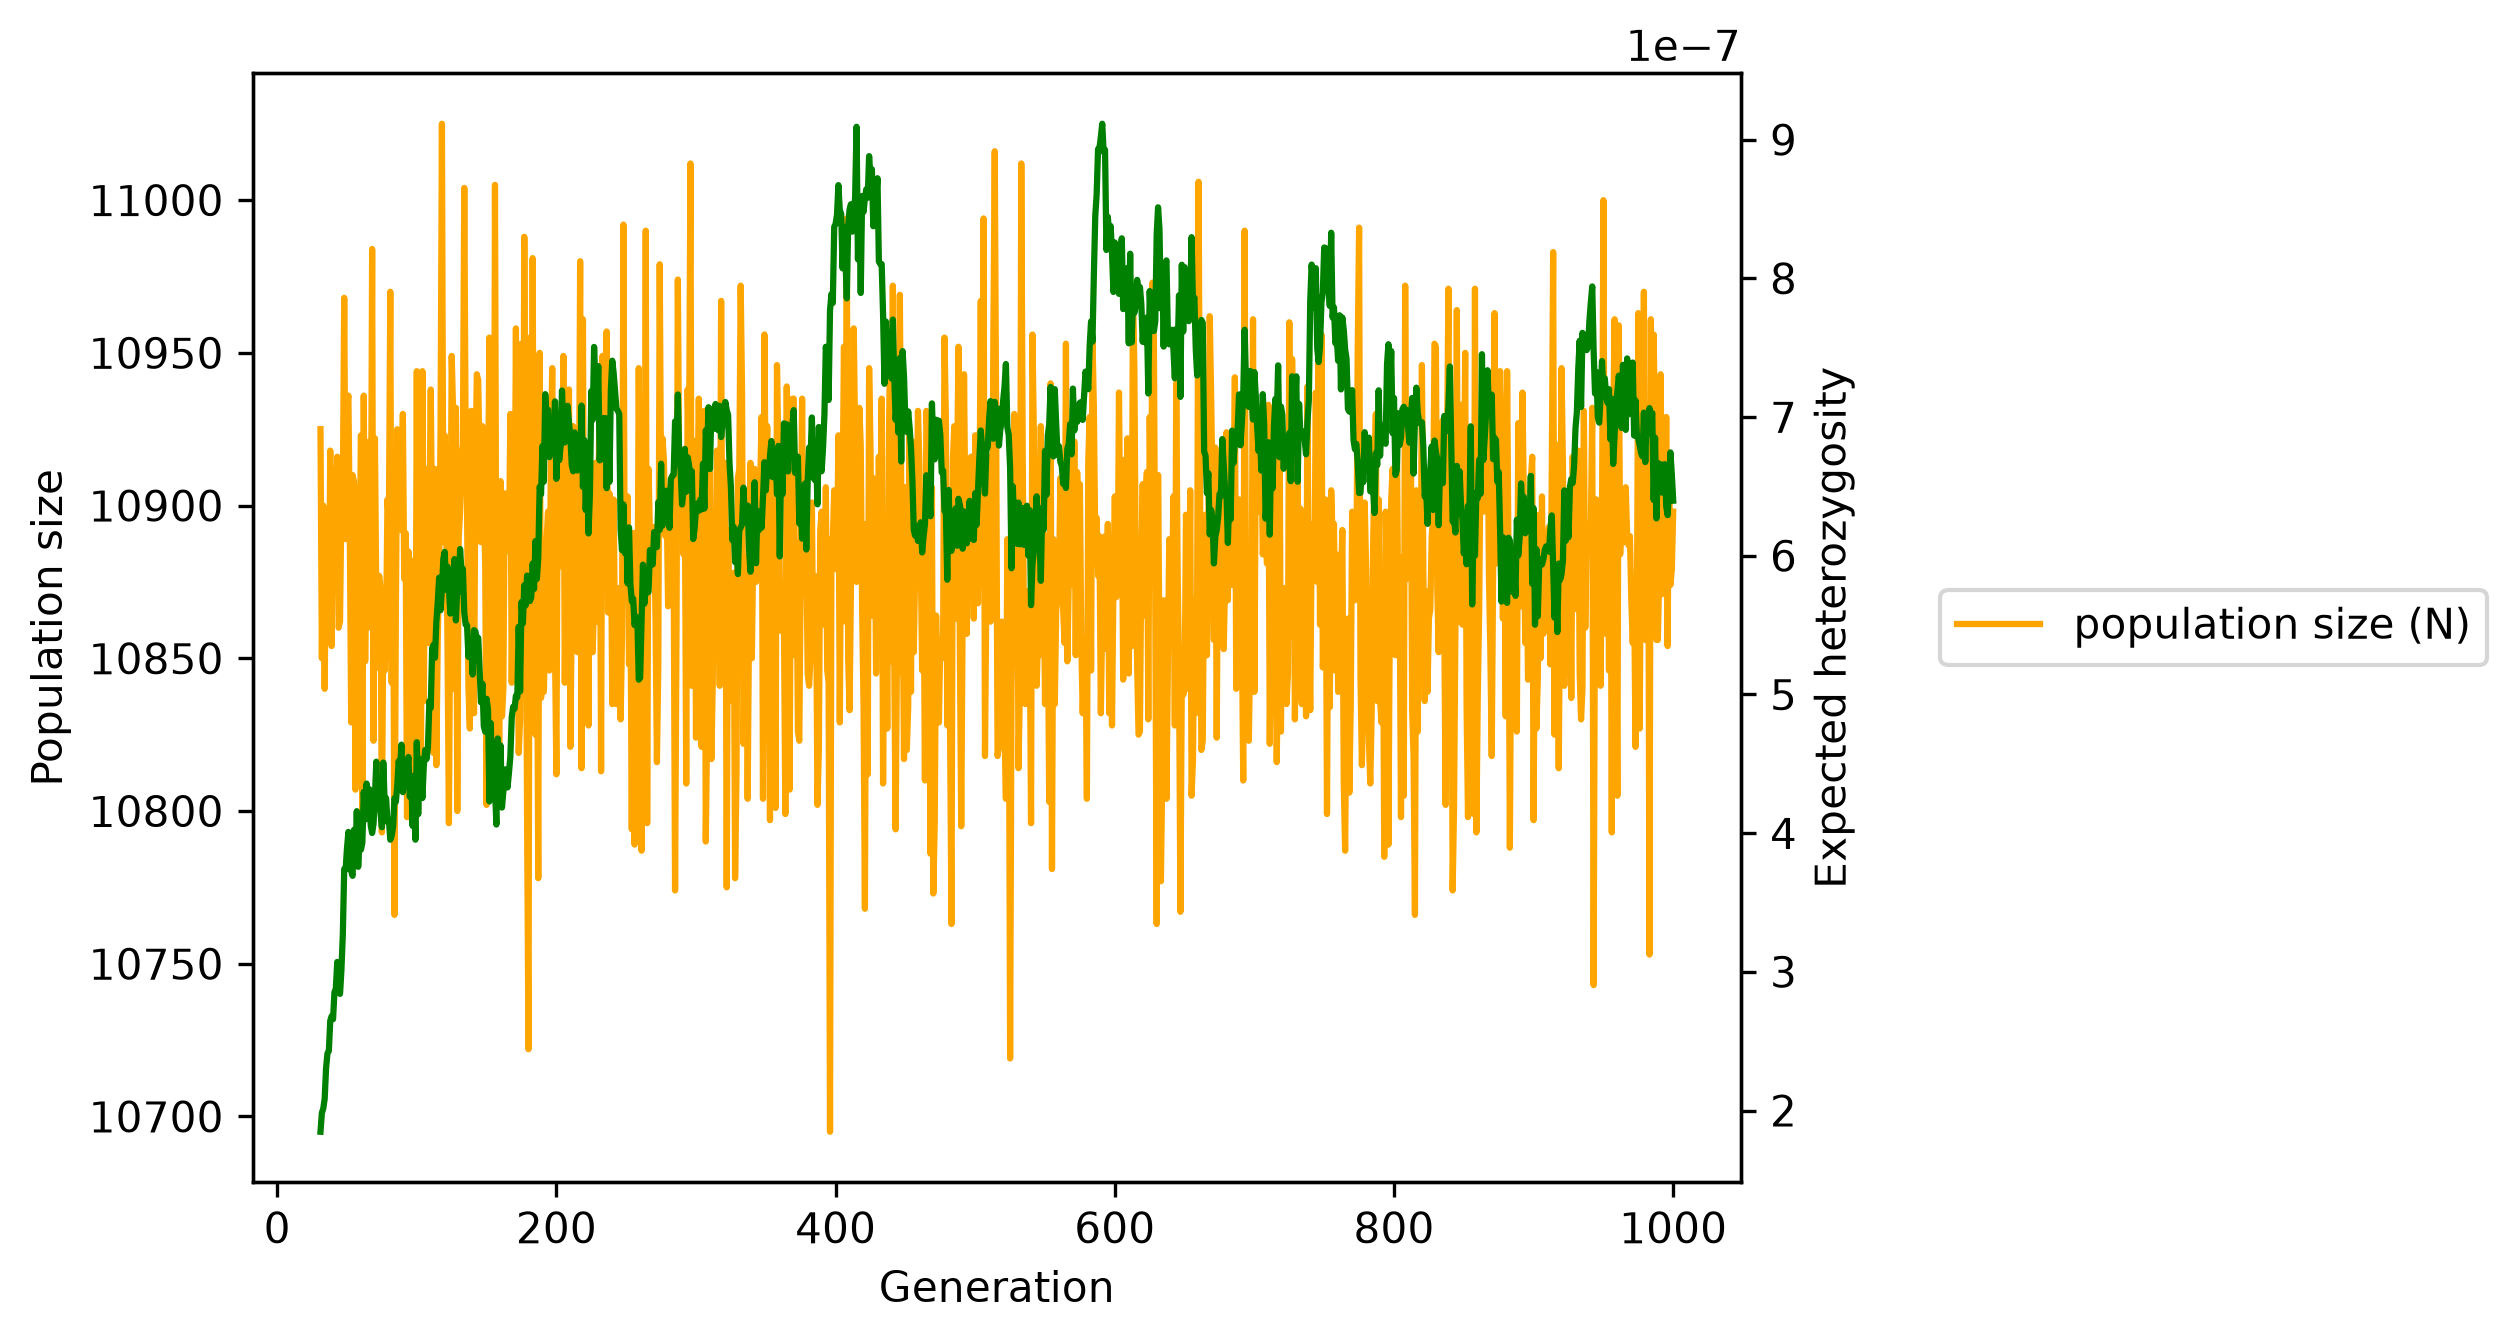 1e−7
11000
10950
10900
10850
10800
10750
10700
Population size
9
8
7
6
5
4
3
2
Expected heterozygosity
0 200 400 600 800 1000
Generation
population size (N)